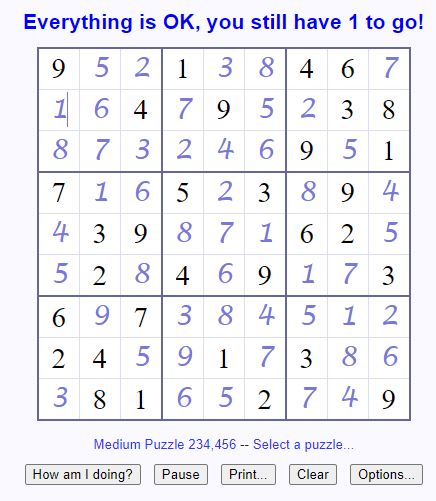 Everything is OK, you still have 1 to go!
9 5 2 1 3 8 4 6 7
1 6 4 7 9 5 2 3 8
8 7 3 2 4 6 9 5 1
7 1 6 5 2 3 8 9 4
4 3 9 8 7 1 6 2 5
5 2 8 4 6 9 1 7 3
6 9 7 3 8 4 5 1 2
2 4 5 9 1 7 3 8 6
3 8 1 6 5 2 7 4 9
Medium Puzzle 234,456 -- Select a puzzle...
How am I doing? Pause Print... Clear Options...